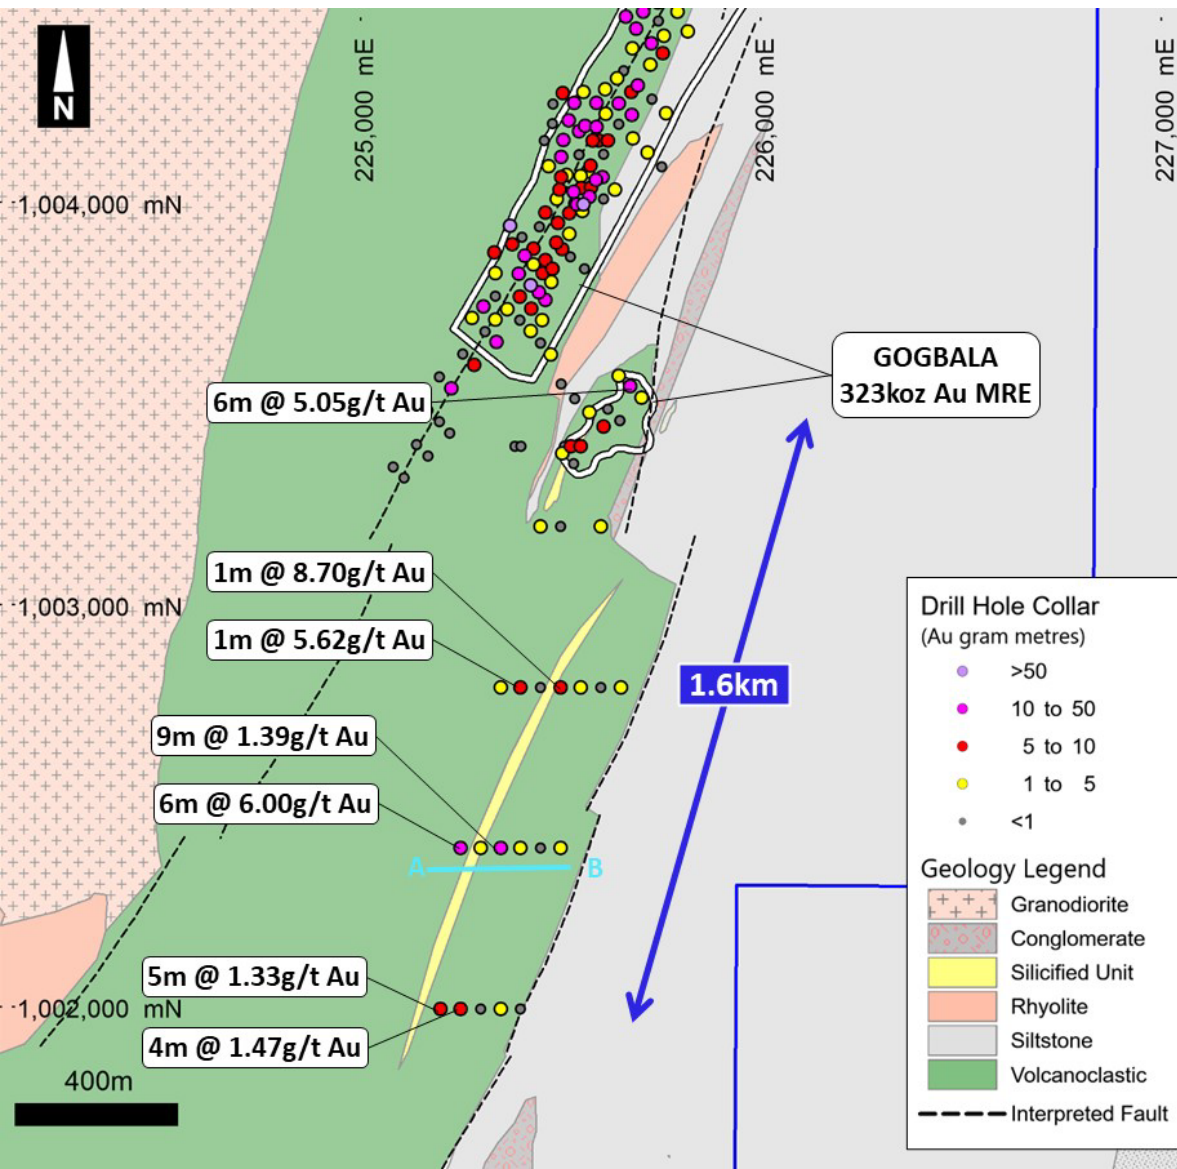 N
225,000 mE
226,000 mE
227,000 mE
1,004,000 mN
GOGBALA
323koz Au MRE
6m @ 5.05g/t Au
1m @ 8.70g/t Au
1,003,000 mN
1m @ 5.62g/t Au
1.6km
9m @ 1.39g/t Au
6m @ 6.00g/t Au
A
B
5m @ 1.33g/t Au
1,002,000 mN
4m @ 1.47g/t Au
400m
Drill Hole Collar
(Au gram metres)
>50
10 to 50
5 to 10
1 to 5
<1
Geology Legend
Granodiorite
Conglomerate
Silicified Unit
Rhyolite
Siltstone
Volcanoclastic
Interpreted Fault